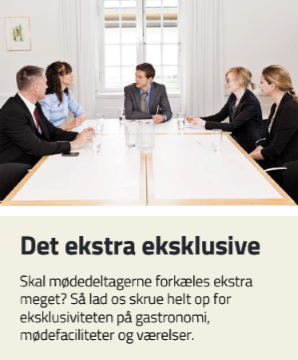 Det ekstra eksklusive
Skal mødedeltagerne forkæles ekstra
meget? Så lad os skrue helt op for
eksklusiviteten på gastronomi,
mødefaciliteter og værelser.